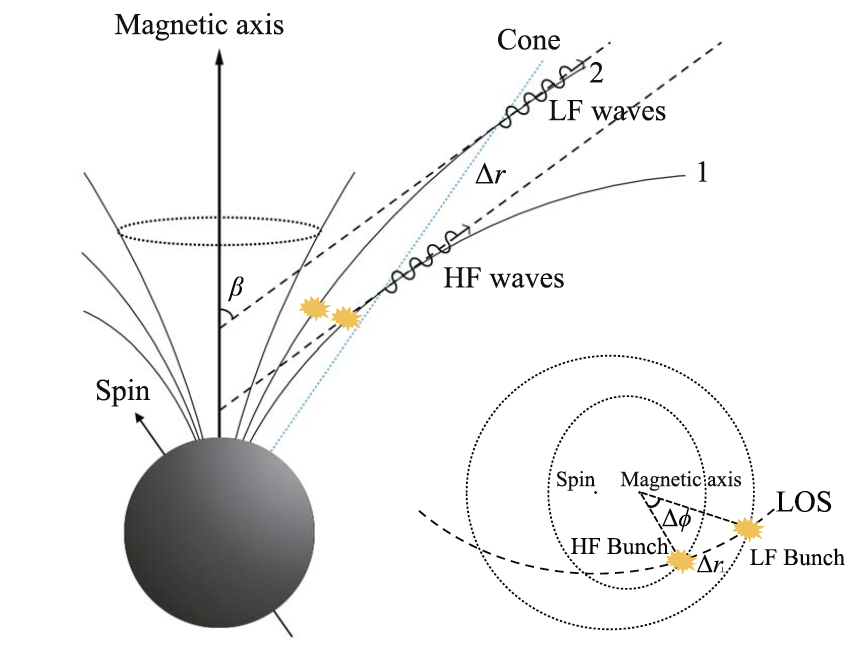 Magnetic axis
Cone
2
LF waves
Δr
1
HF waves
β
Spin
Spin
Magnetic axis
LOS
Δϕ
HF Bunch
Δr
LF Bunch